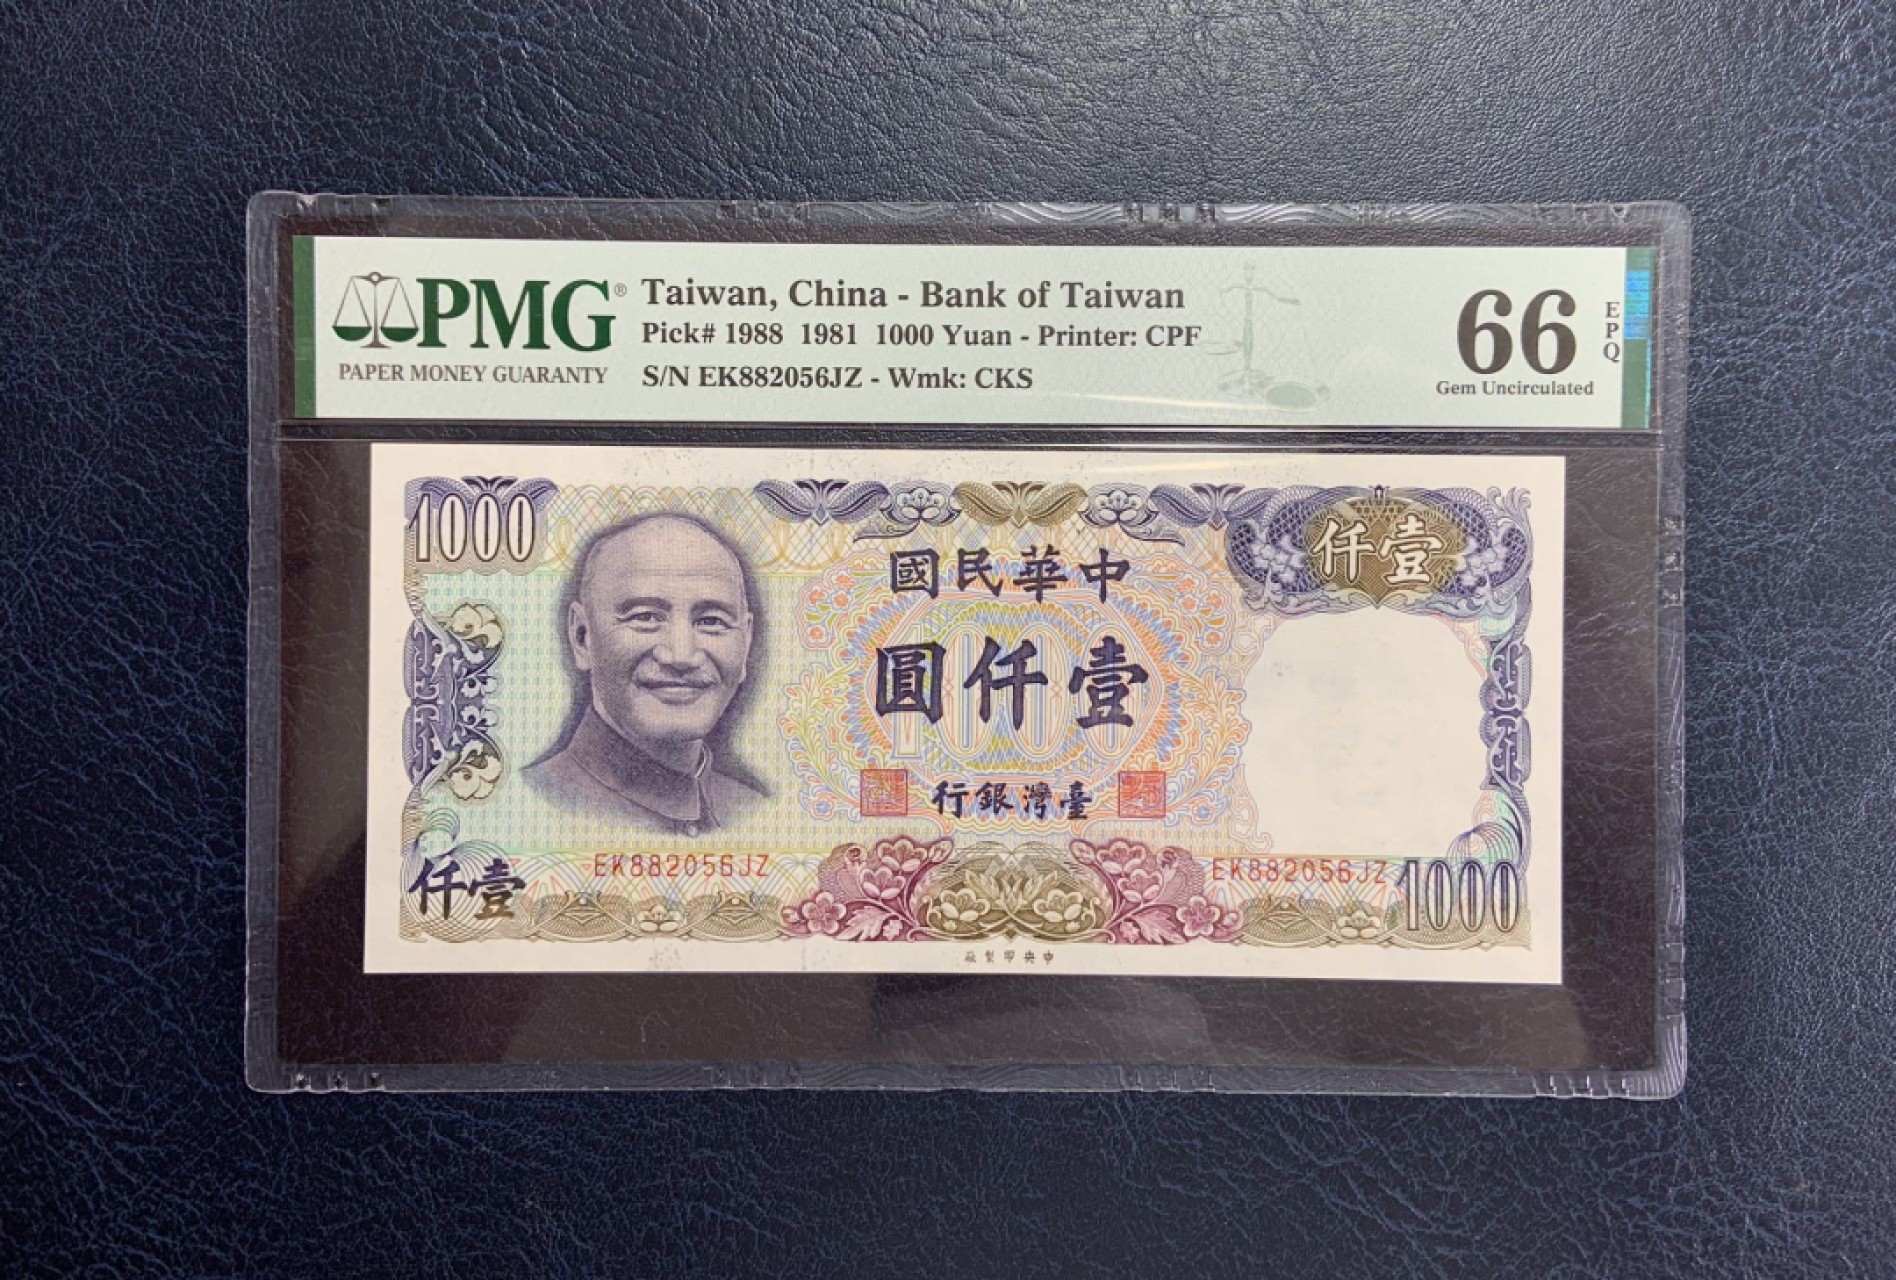 PMG®
PAPER MONEY GUARANTY
Taiwan, China - Bank of Taiwan
Pick# 1988 1981 1000 Yuan - Printer: CPF
S/N EK882056JZ - Wmk: CKS
66
EPQ
Gem Uncirculated
1000
仟壹
國民華中
圓仟壹
行銀灣臺
EK882056JZ
EK882056JZ
仟壹
1000
廠製印央中